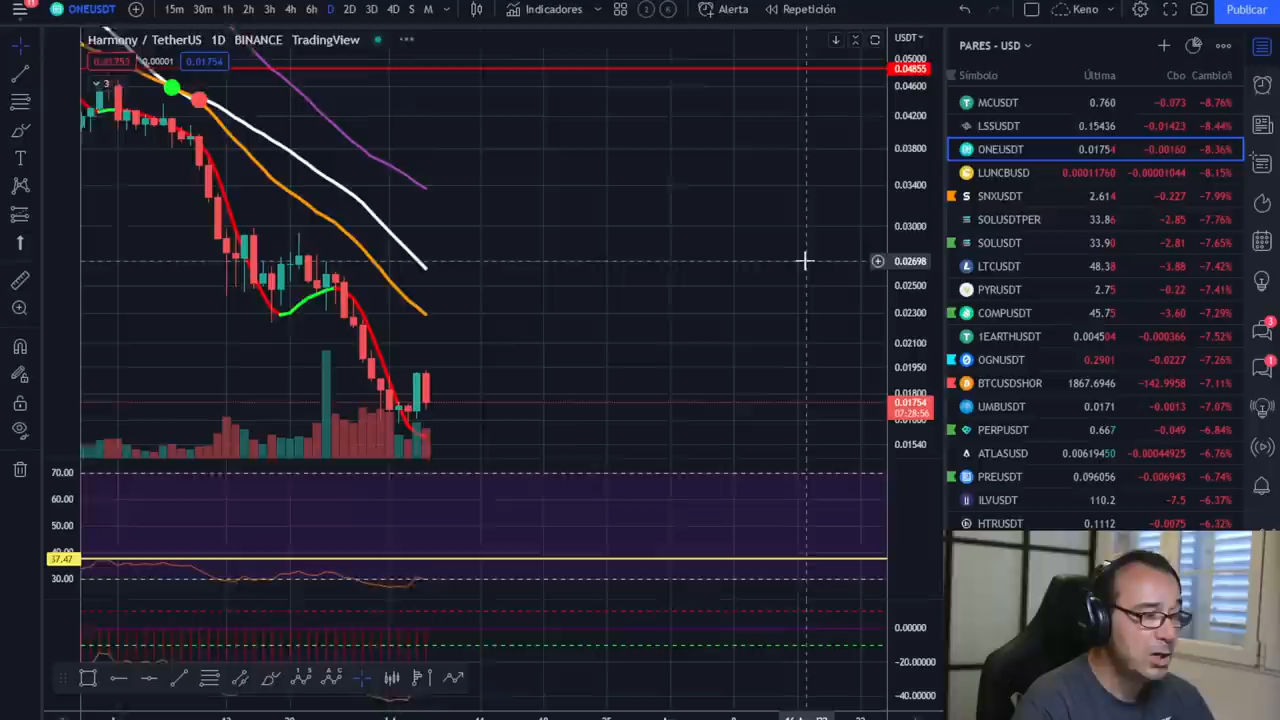 11 ONEUSDT 15m 30m 1h 2h 3h 4h 6h D 2D 3D 4D S M Indicadores 2 6 Alerta Repetición Keno Publicar
Harmony / TetherUS 1D BINANCE TradingView
0.01753 0.00001 0.01754
3
USDT
0.05000
0.04855
0.04600
0.04200
0.03800
0.03400
0.03000
0.02698
0.02500
0.02300
0.02100
0.01950
0.01800
0.01754
07:28:56
0.01540
70.00
60.00
50.00
37.47
30.00
0.00000
-20.00000
-40.00000
PARES - USD
Símbolo Última Cbo Cambio%
MCUSDT 0.760 -0.073 -8.76%
LSSUSDT 0.15436 -0.01423 -8.44%
ONEUSDT 0.01754 -0.00160 -8.36%
LUNCBUSD 0.00011760 -0.00001044 -8.15%
SNXUSDT 2.614 -0.227 -7.99%
SOLUSDTPER 33.86 -2.85 -7.76%
SOLUSDT 33.90 -2.81 -7.65%
LTCUSDT 48.38 -3.88 -7.42%
PYRUSDT 2.75 -0.22 -7.41%
COMPUSDT 45.75 -3.60 -7.29%
1EARTHUSDT 0.004504 -0.000366 -7.52%
OGNUSDT 0.2901 -0.0227 -7.26%
BTCUSDSHOR 1867.6946 -142.9958 -7.11%
UMBUSDT 0.0171 -0.0013 -7.07%
PERPUSDT 0.667 -0.049 -6.84%
ATLASUSD 0.00619450 -0.00044925 -6.76%
PREUSDT 0.096056 -0.006943 -6.74%
ILVUSDT 110.2 -7.5 -6.37%
HTRUSDT 0.1112 -0.0075 -6.32%
3
1